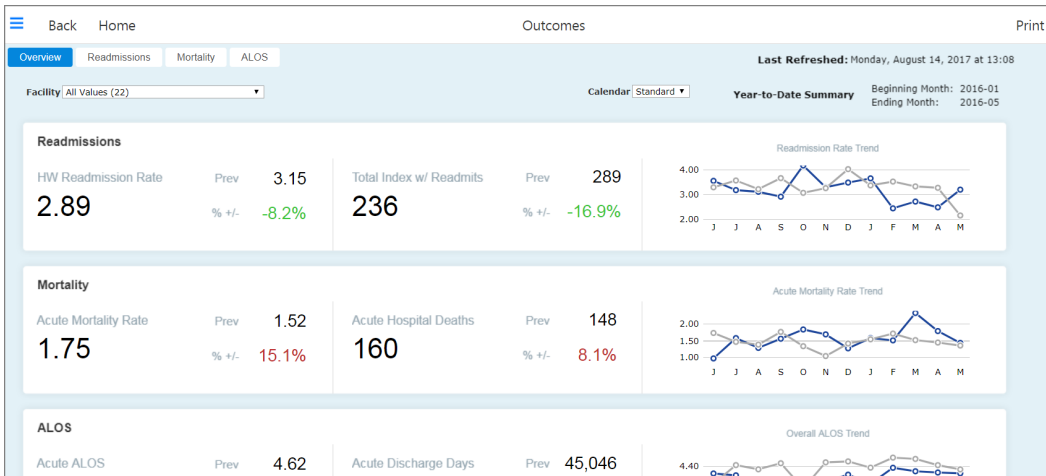 Back Home Outcomes Print
Overview Readmissions Mortality ALOS
Last Refreshed: Monday, August 14, 2017 at 13:08
Facility All Values (22) Calendar Standard Year-to-Date Summary Beginning Month: 2016-01
Ending Month: 2016-05
Readmissions
Readmission Rate Trend
HW Readmission Rate Prev 3.15 Total Index w/ Readmits Prev 289
2.89 % +/- -8.2% 236 % +/- -16.9%
4.00
3.00
2.00
J J A S O N D J F M A M
Mortality
Acute Mortality Rate Trend
Acute Mortality Rate Prev 1.52 Acute Hospital Deaths Prev 148
1.75 % +/- 15.1% 160 % +/- 8.1%
2.00
1.50
1.00
J J A S O N D J F M A M
ALOS
Overall ALOS Trend
Acute ALOS Prev 4.62 Acute Discharge Days Prev 45,046
4.40